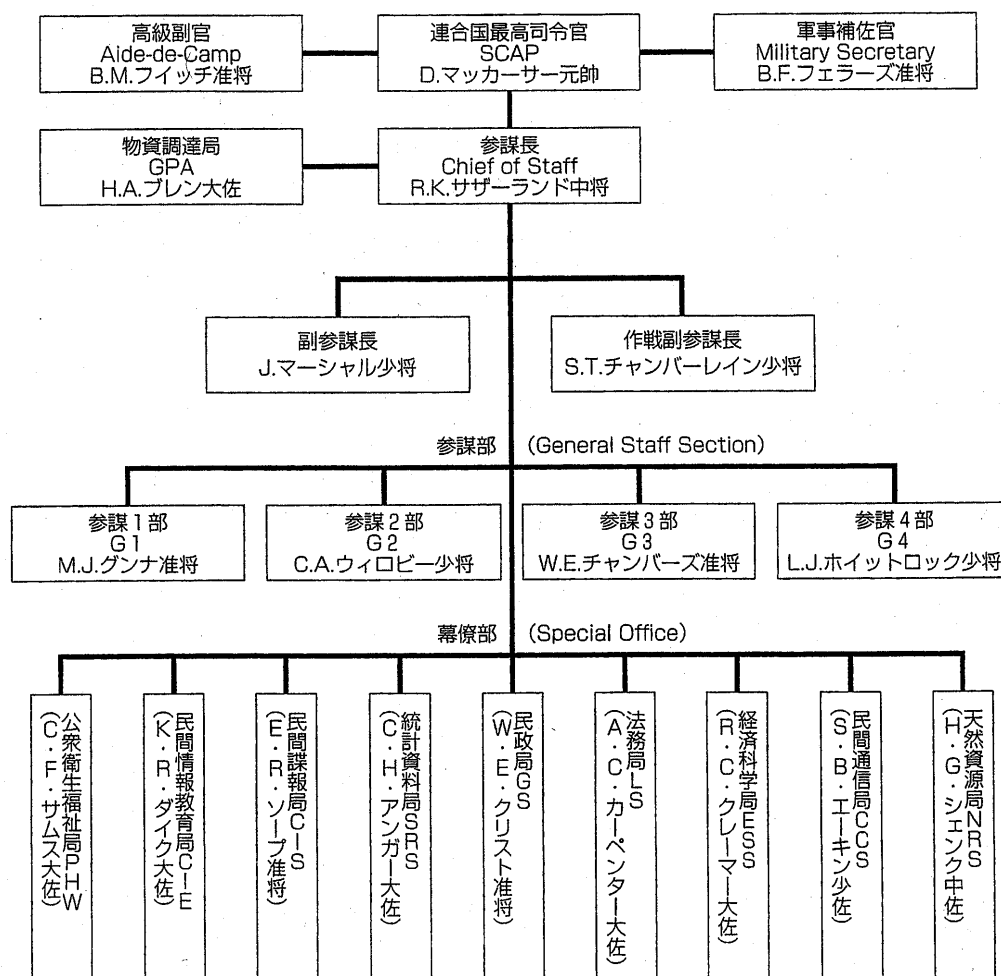 高級副官
Aide-de-Camp
B.M.フイッチ准将
連合国最高司令官
SCAP
D.マッカーサー元帥
軍事補佐官
Military Secretary
B.F.フェラーズ准将
物資調達局
GPA
H.A.ブレン大佐
参謀長
Chief of Staff
R.K.サザーランド中将
副参謀長
J.マーシャル少将
作戦副参謀長
S.T.チャンバーレイン少将
参謀部 (General Staff Section)
参謀1部
G1
M.J.グンナ准将
参謀2部
G2
C.A.ウィロビー少将
参謀3部
G3
W.E.チャンバーズ准将
参謀4部
G4
L.J.ホイットロック少将
幕僚部 (Special Office)
公衆衛生福祉局PHW
(C・F・サムス大佐)
民間情報教育局CIE
(K・R・ダイク大佐)
民間諜報局CIS
(E・R・ソープ准将)
統計資料局SRS
(C・H・アンガー大佐)
民政局GS
(W・E・クリスト准将)
法務局LS
(A・C・カーペンター大佐)
経済科学局ESS
(R・C・クレーマー大佐)
民間通信局CCS
(S・B・エーキン少佐)
天然資源局NRS
(H・G・シェンク中佐)